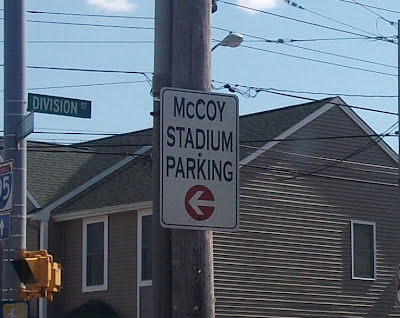 DIVISION ST
McCOY
STADIUM
PARKING
95